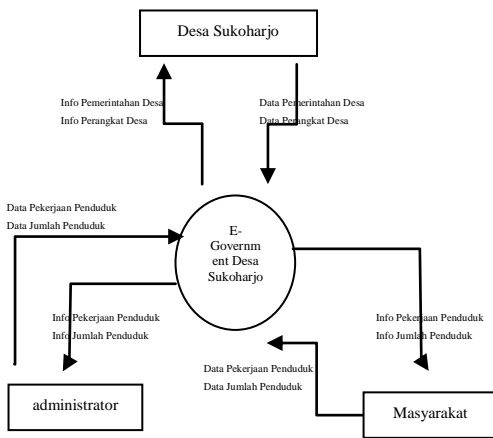 Desa Sukoharjo
Info Pemerintahan Desa
Info Perangkat Desa
Data Pemerintahan Desa
Data Perangkat Desa
E-
Governm
ent Desa
Sukoharjo
Data Pekerjaan Penduduk
Data Jumlah Penduduk
Info Pekerjaan Penduduk
Info Jumlah Penduduk
Info Pekerjaan Penduduk
Info Jumlah Penduduk
Data Pekerjaan Penduduk
Data Jumlah Penduduk
administrator
Masyarakat